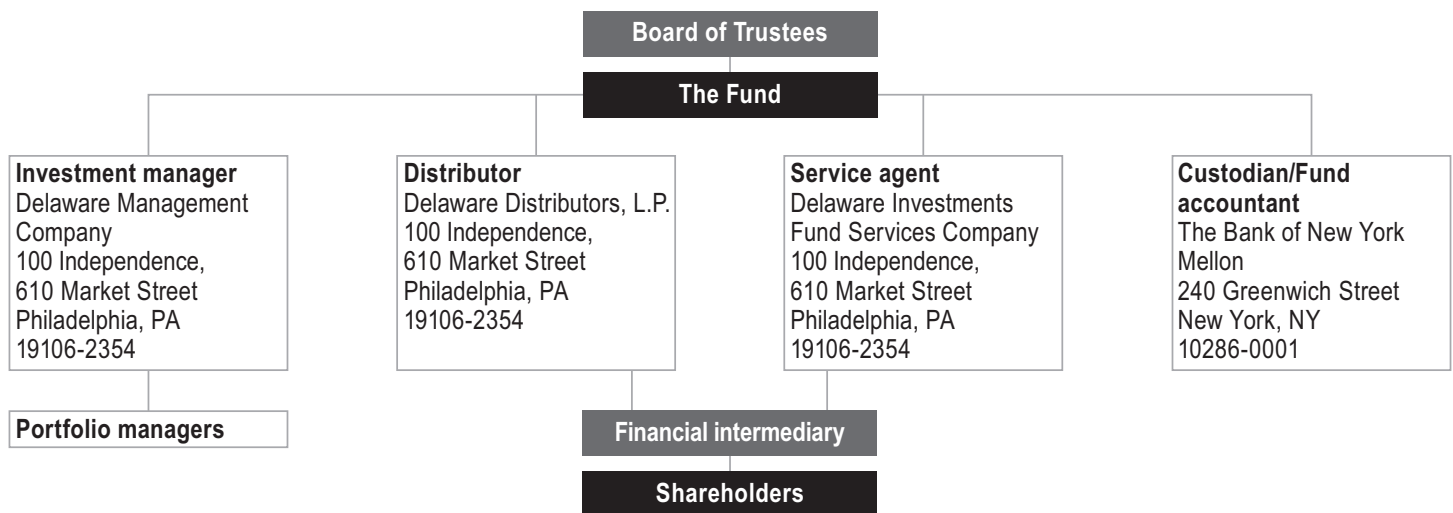 Board of Trustees
The Fund
Investment manager
Delaware Management
Company
100 Independence,
610 Market Street
Philadelphia, PA
19106-2354
Distributor
Delaware Distributors, L.P.
100 Independence,
610 Market Street
Philadelphia, PA
19106-2354
Service agent
Delaware Investments
Fund Services Company
100 Independence,
610 Market Street
Philadelphia, PA
19106-2354
Custodian/Fund
accountant
The Bank of New York
Mellon
240 Greenwich Street
New York, NY
10286-0001
Portfolio managers
Financial intermediary
Shareholders